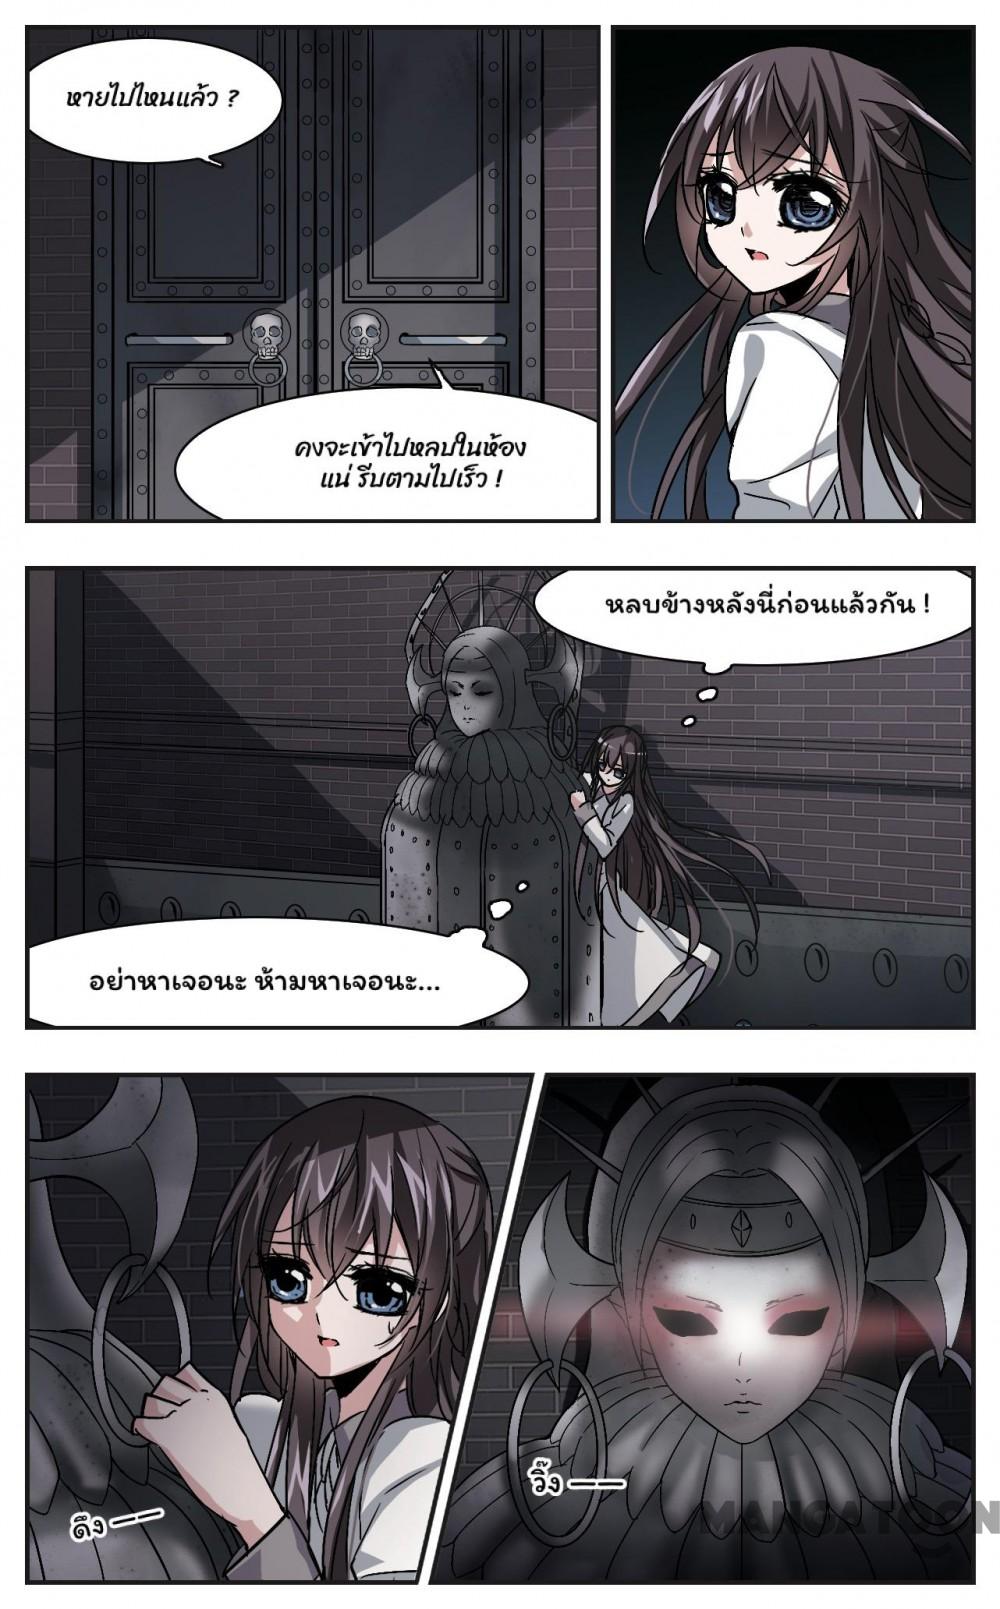 หายไปไหนแล้ว ?
คงจะเข้าไปหลบในห้อง
แน่ รีบตามไปเร็ว !
หลบข้างหลังนี่ก่อนแล้วกัน !
อย่าหาเจอนะ ห้ามหาเจอนะ...
ดึง ——
วิ๊ง ——
MANGATOON